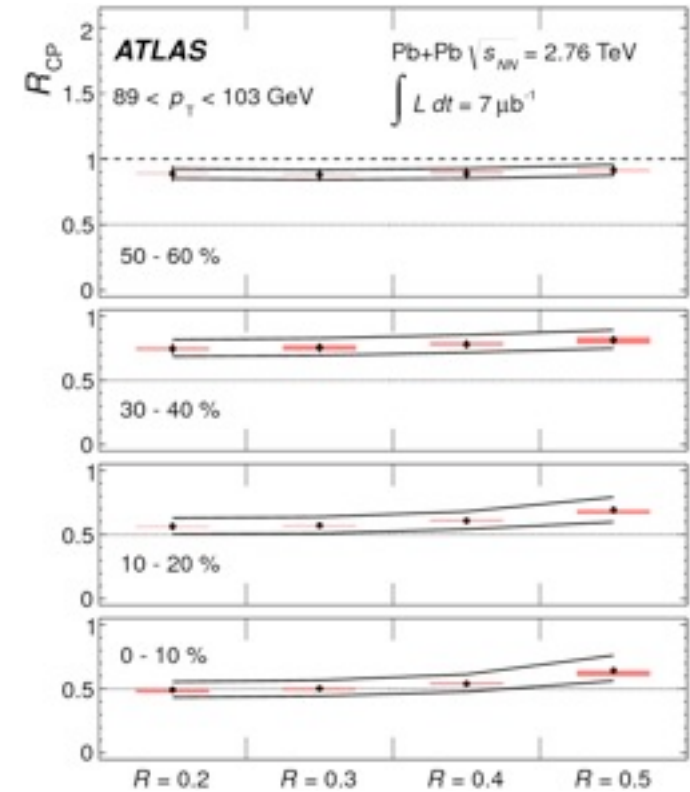 R_CP
2
1.5
1
0.5
0
ATLAS
Pb+Pb √s_NN = 2.76 TeV
89 < p_T < 103 GeV
∫ L dt = 7 μb⁻¹
50 - 60 %
1
0.5
0
30 - 40 %
1
0.5
0
10 - 20 %
1
0.5
0
0 - 10 %
R = 0.2 R = 0.3 R = 0.4 R = 0.5